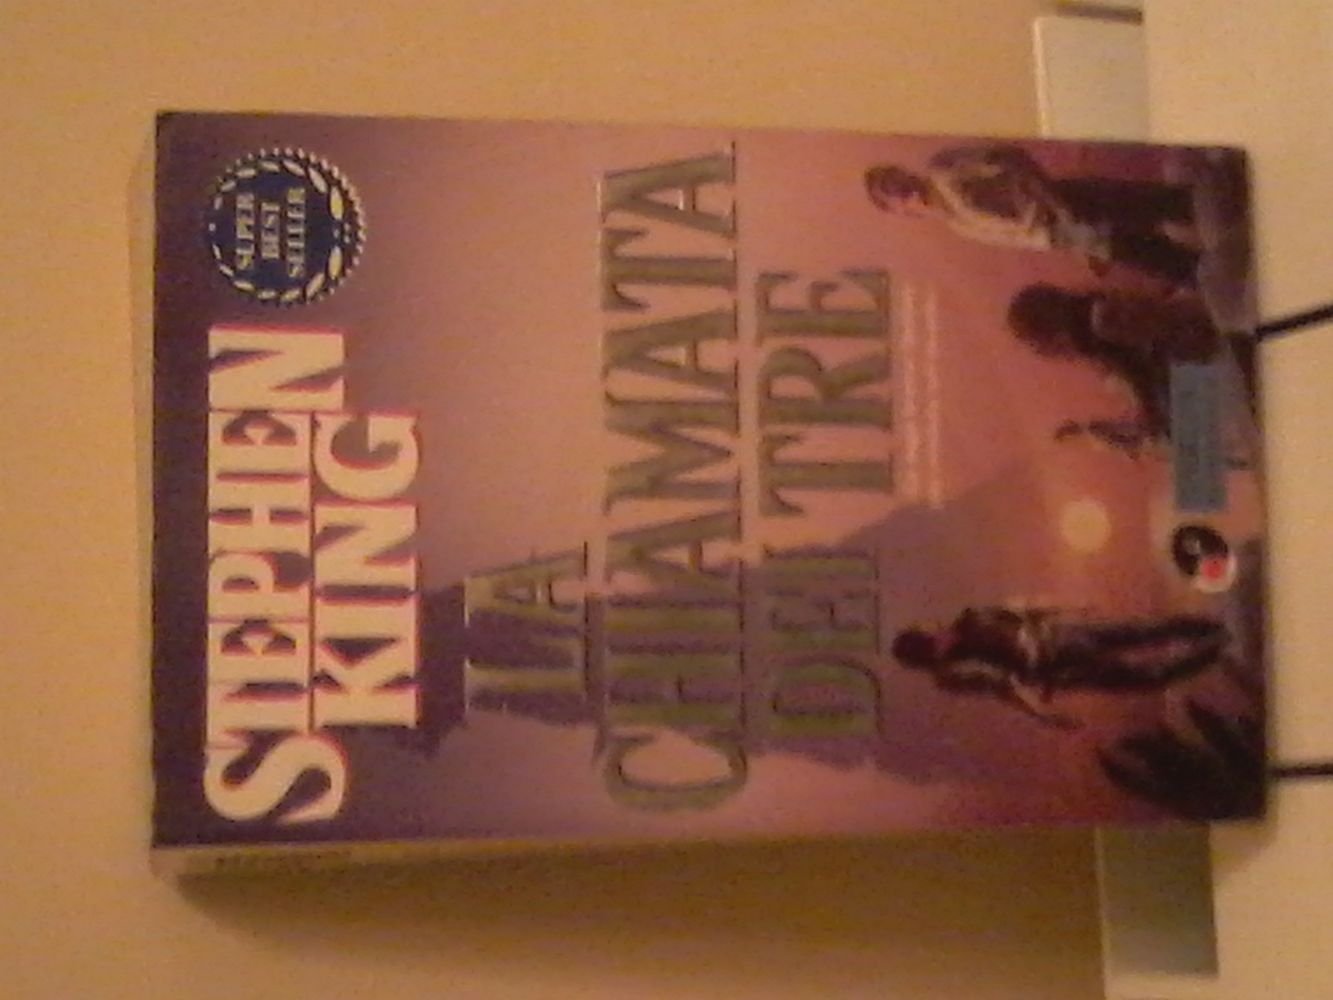 STEPHEN
KING
SUPER
BEST
SELLER
LA
CHIAMATA
DEI TRE